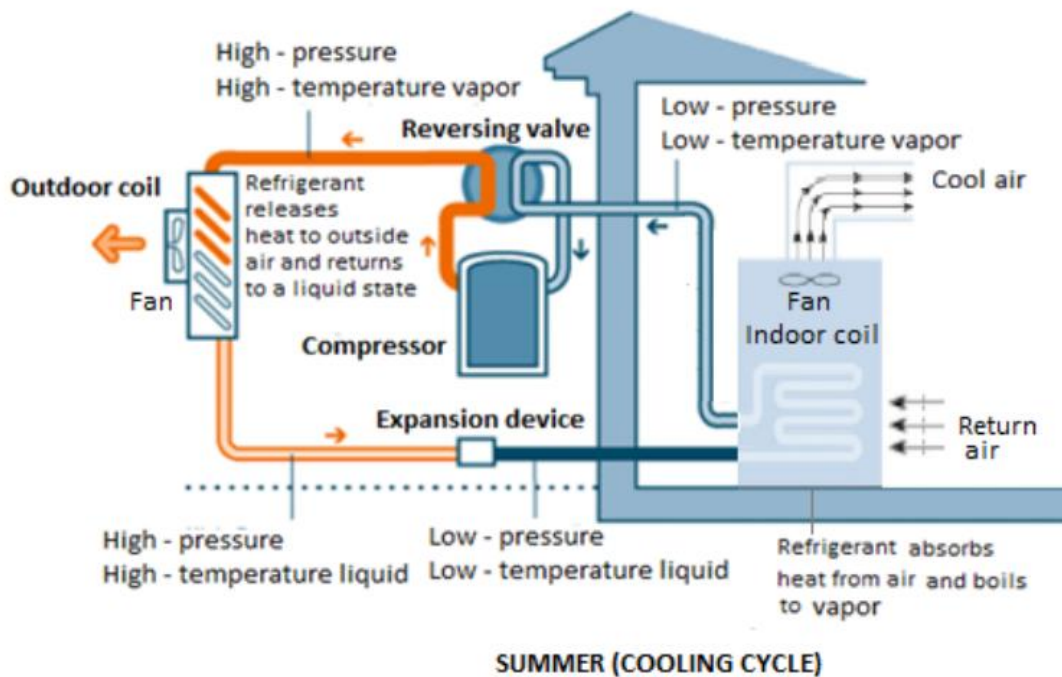 High - pressure
High - temperature vapor
Reversing valve
Low - pressure
Low - temperature vapor
Cool air
Outdoor coil
Refrigerant
releases
heat to outside
air and returns
to a liquid state
Fan
Fan
Indoor coil
Compressor
Expansion device
Return
air
High - pressure
High - temperature liquid
Low - pressure
Low - temperature liquid
Refrigerant absorbs
heat from air and boils
to vapor
SUMMER (COOLING CYCLE)